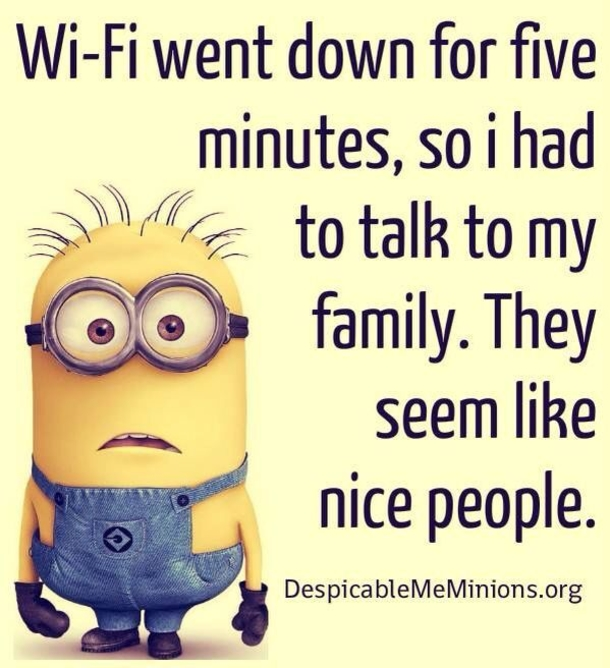 Wi-Fi went down for five
minutes, so i had
to talk to my
family. They
seem like
nice people.
DespicableMeMinions.org